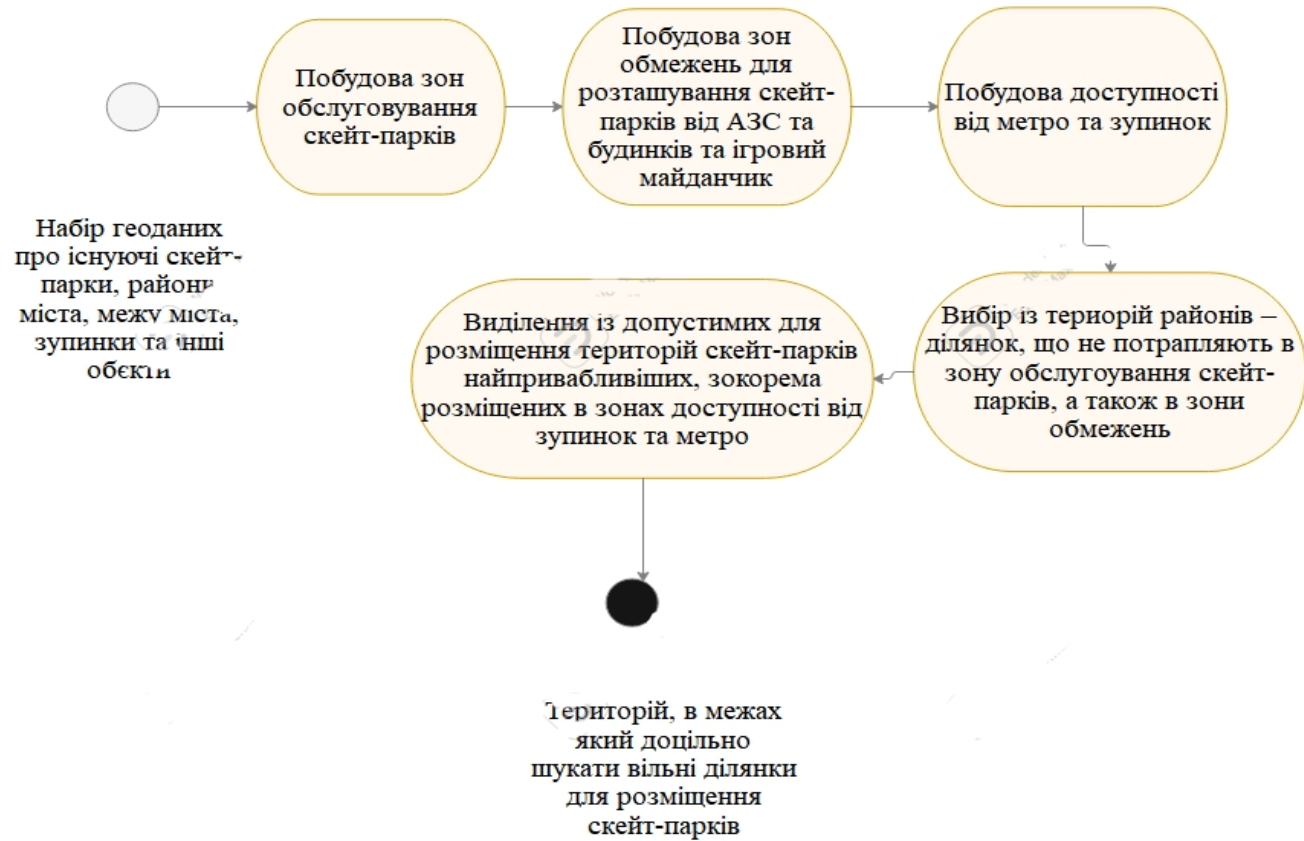 Побудова зон
обслуговування
скейт-парків
Побудова зон
обмежень для
розташування скейт-
парків від АЗС та
будинків та ігровий
майданчик
Побудова доступності
від метро та зупинок
Набір геоданих
про існуючі скейт-
парки, райони
міста, межу міста,
зупинки та інші
обєкти
Вибір із териорій районів –
ділянок, що не потрапляють в
зону обслугоування скейт-
парків, а також в зони
обмежень
Виділення із допустимих для
розміщення територій скейт-парків
найпривабливіших, зокорема
розміщених в зонах доступності від
зупинок та метро
Територій, в межах
який доцільно
шукати вільні ділянки
для розміщення
скейт-парків